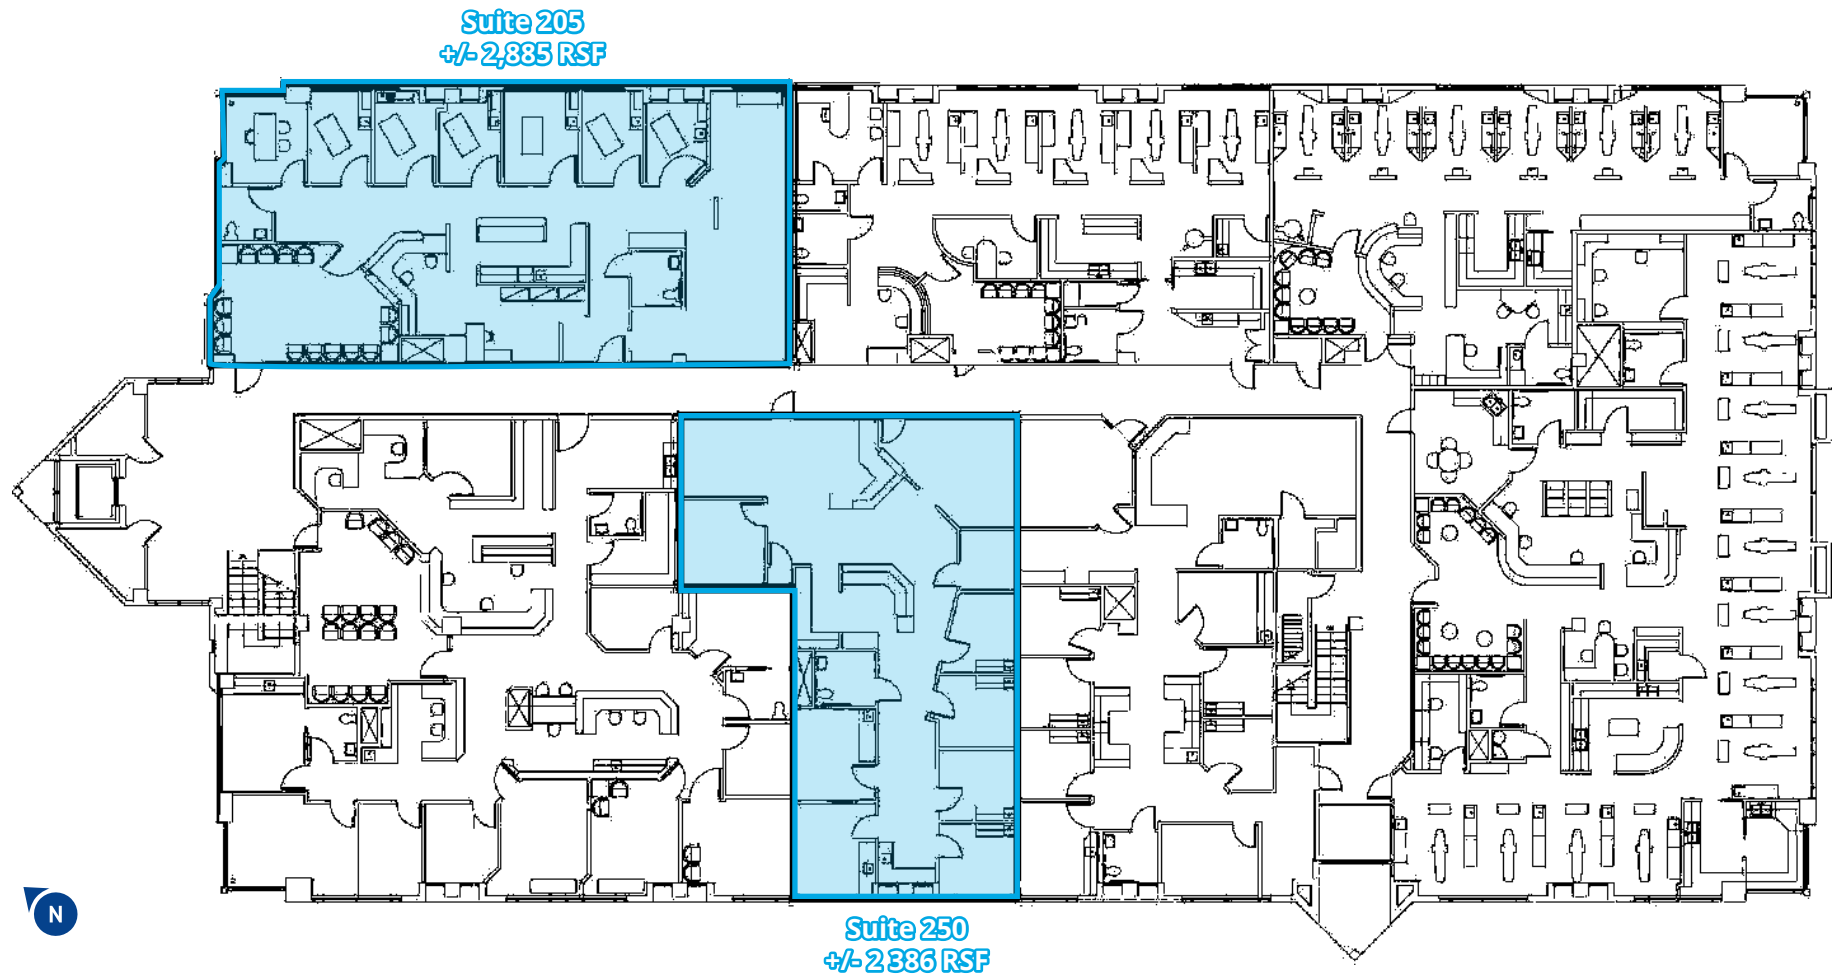 Suite 205
+/- 2,885 RSF
N
Suite 250
+/- 2 386 RSF